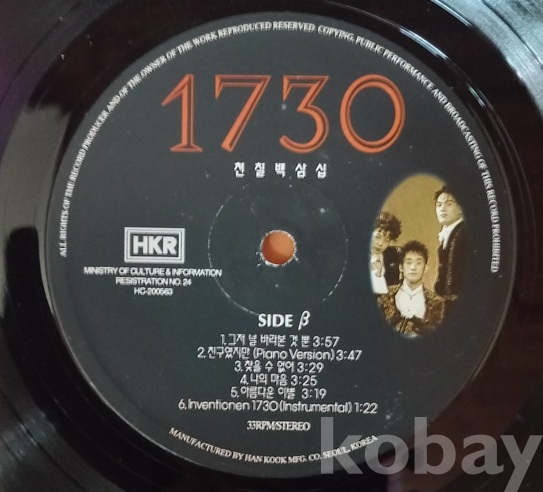 ALL RIGHTS OF THE RECORD PRODUCER AND OF THE OWNER OF THE WORK REPRODUCED RESERVED. COPYING, PUBLIC PERFORMANCE AND BROADCASTING OF THIS RECORD PROHIBITED
1730
천 칠 백 삼 십
HKR
MINISTRY OF CULTURE & INFORMATION
RESISTRATION NO. 24
HC-200563
SIDE β
1.그저 널 바라본 것 뿐 3:57
2.친구였지만 (Piano Version) 3:47
3.찾을 수 없어 3:29
4.나의 마음 3:25
5.아름다운 이별 3:19
6.Inventionen 1730(Instrumental) 1:22
33RPM/STEREO
MANUFACTURED BY HAN KOOK MFG. CO. SEOUL, KOREA
kobay